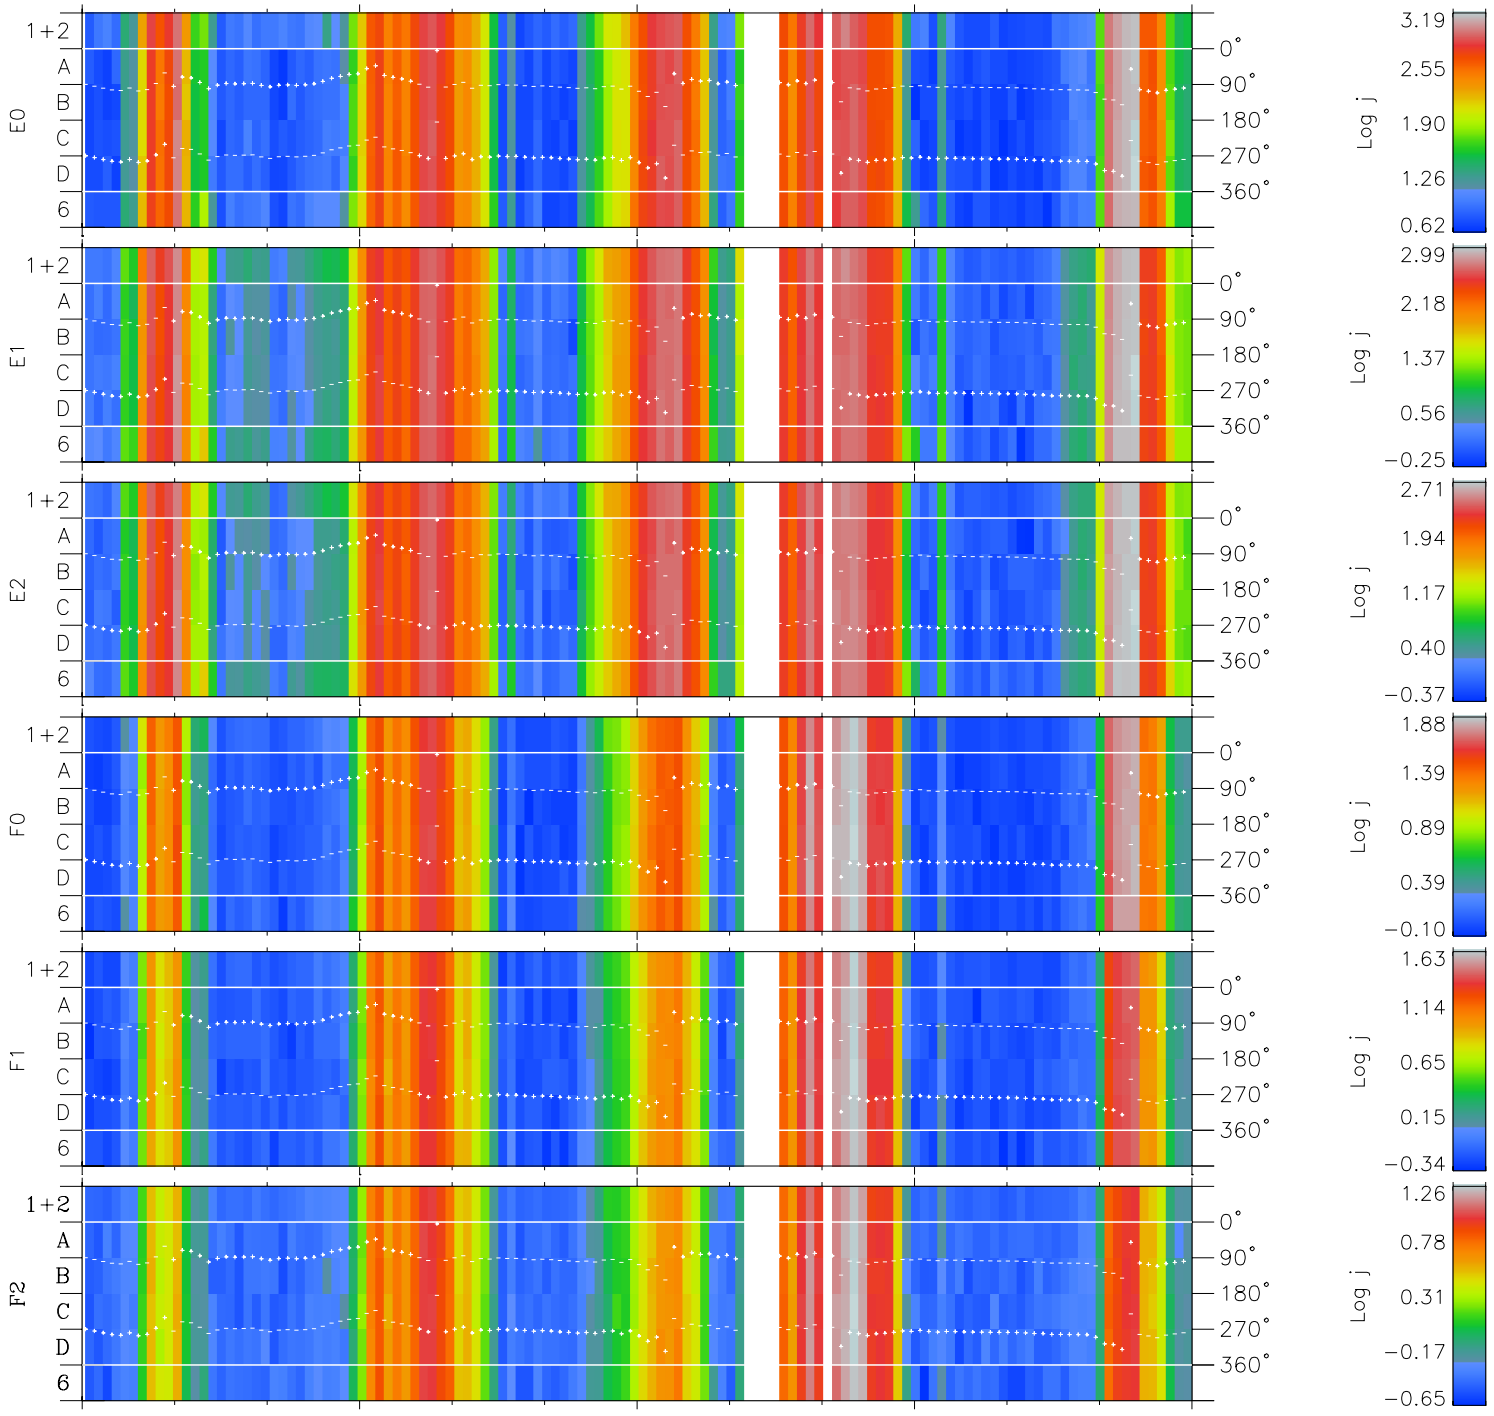 1+2
A
B
C
D
6
E0
0°
90°
180°
270°
360°
Log j
3.19
2.55
1.90
1.26
0.62
1+2
A
B
C
D
6
E1
0°
90°
180°
270°
360°
Log j
2.99
2.18
1.37
0.56
−0.25
1+2
A
B
C
D
6
E2
0°
90°
180°
270°
360°
Log j
2.71
1.94
1.17
0.40
−0.37
1+2
A
B
C
D
6
F0
0°
90°
180°
270°
360°
Log j
1.88
1.39
0.89
0.39
−0.10
1+2
A
B
C
D
6
F1
0°
90°
180°
270°
360°
Log j
1.63
1.14
0.65
0.15
−0.34
1+2
A
B
C
D
6
F2
0°
90°
180°
270°
360°
Log j
1.26
0.78
0.31
−0.17
−0.65